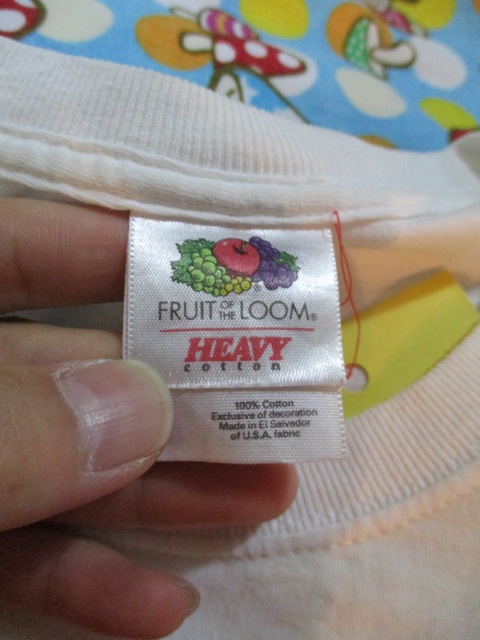 FRUIT OF THE LOOM®
HEAVY
cotton
100% Cotton
Exclusive of decoration
Made in El Salvador
of U.S.A. fabric